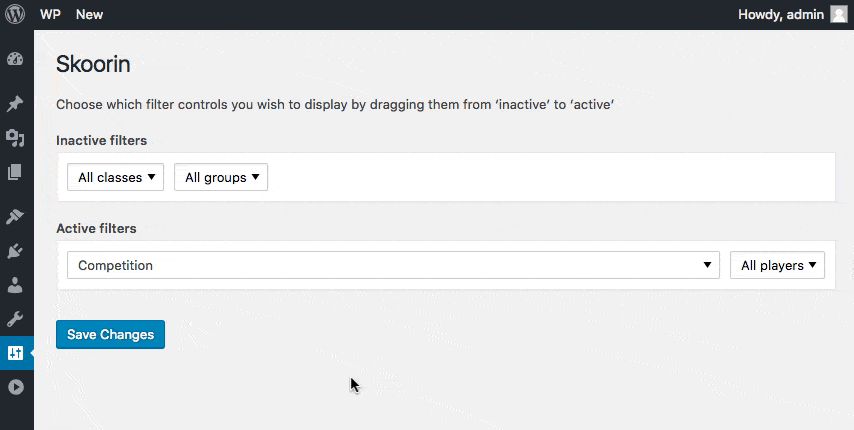 WP New Howdy, admin
Skoorin
Choose which filter controls you wish to display by dragging them from ‘inactive’ to ‘active’
Inactive filters
All classes All groups
Active filters
Competition All players
Save Changes